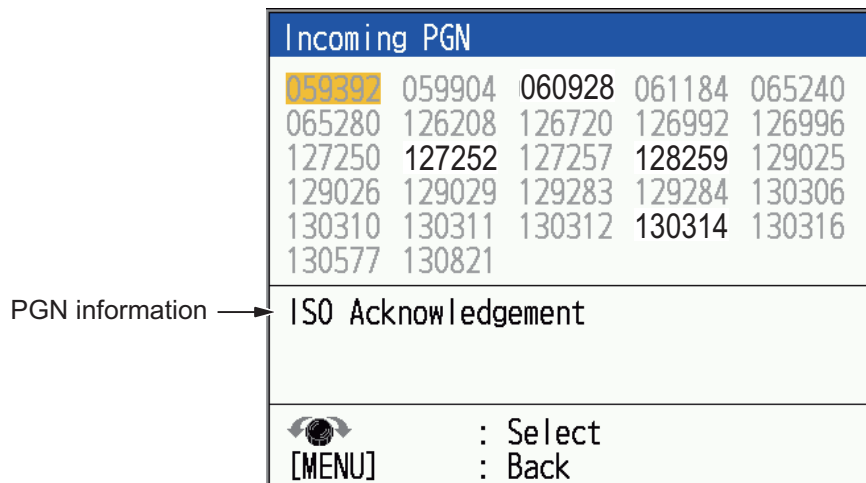 Incoming PGN
059392 059904 060928 061184 065240
065280 126208 126720 126992 126996
127250 127252 127257 128259 129025
129026 129029 129283 129284 130306
130310 130311 130312 130314 130316
130577 130821
PGN information
ISO Acknowledgement
: Select
[MENU] : Back